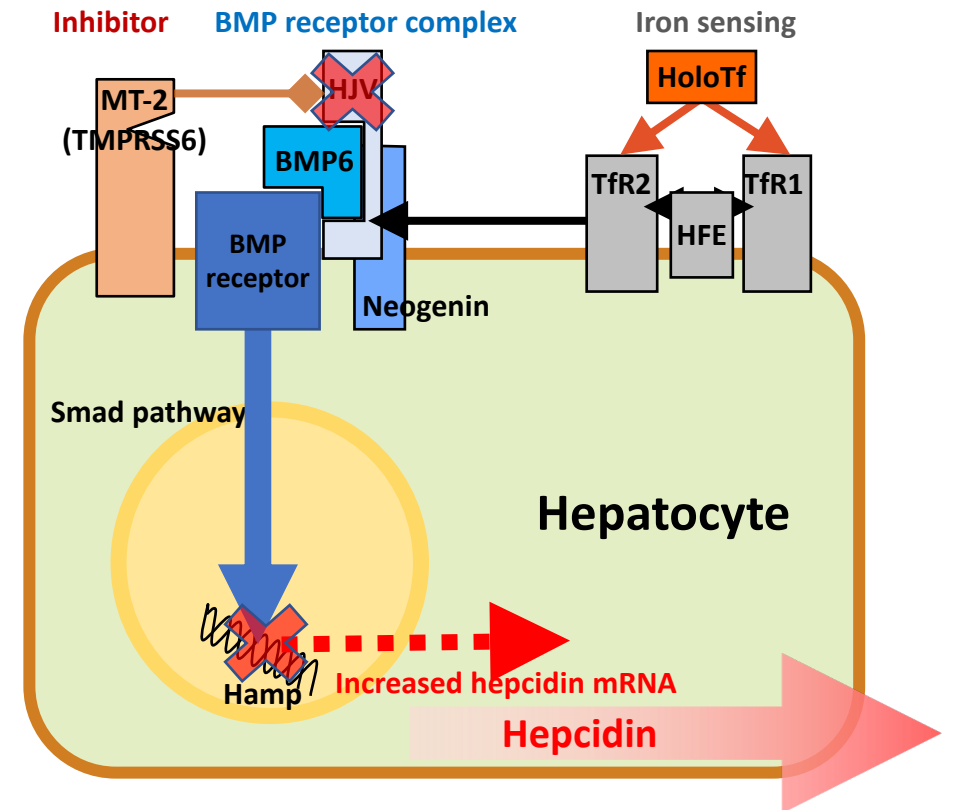 Inhibitor
BMP receptor complex
Iron sensing
HJV
HoloTf
MT-2
(TMPRSS6)
BMP6
TfR2
TfR1
HFE
BMP
receptor
Neogenin
Smad pathway
Hepatocyte
Hamp
Increased hepcidin mRNA
Hepcidin